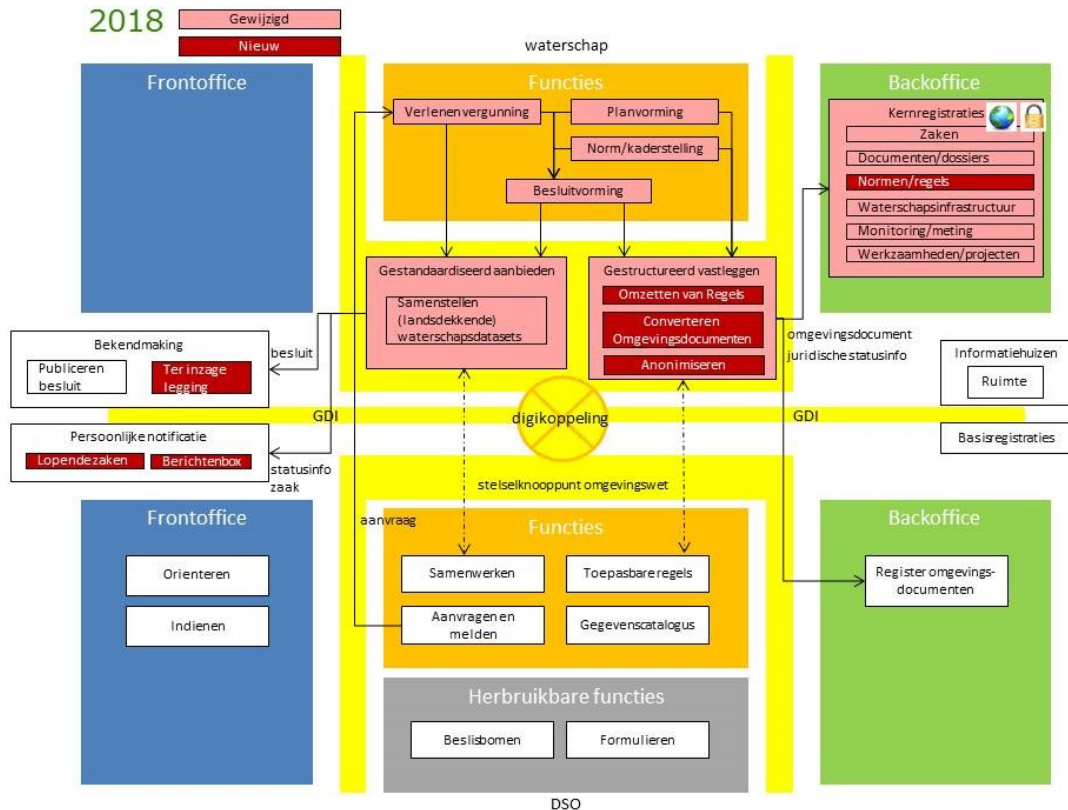 2018
Gewijzigd
Nieuw
waterschap
Frontoffice
Functies
Backoffice
Verlenen vergunning
Planvorming
Norm/kaderstelling
Besluitvorming
Kernregistraties
Zaken
Documenten/dossiers
Normen/regels
Waterschapsinfrastructuur
Monitoring/meting
Werkzaamheden/projecten
Gestandaardiseerd aanbieden
Samenstellen
(landsdekkende)
waterschapsdatasets
Gestructureerd vastleggen
Omzetten van Regels
Converteren
Omgevingsdocumenten
Anonimiseren
omgevingsdocument
juridische statusinfo
Bekendmaking
Publiceren
besluit
Ter inzage
legging
besluit
Informatiehuizen
Ruimte
GDI
digikoppeling
GDI
Persoonlijke notificatie
Lopende zaken
Berichtenbox
statusinfo
zaak
Basisregistraties
stelselknooppunt omgevingswet
aanvraag
Frontoffice
Orienteren
Indienen
Functies
Samenwerken
Toepasbare regels
Aanvragen en
melden
Gegevenscatalogus
Backoffice
Register omgevings-
documenten
Herbruikbare functies
Beslisbomen
Formulieren
DSO